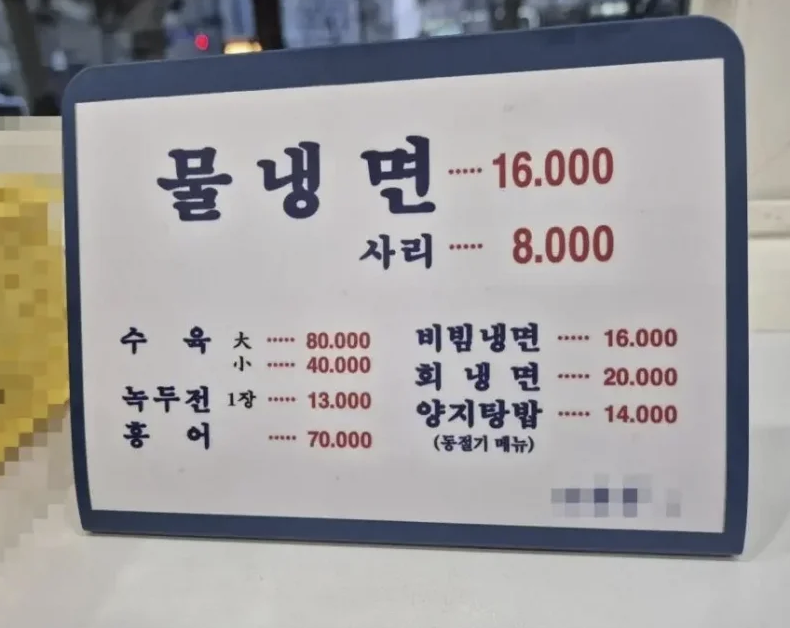 물냉면 ····· 16.000
사리 ····· 8.000
수육 大 ····· 80.000
小 ····· 40.000
녹두전 1장 ····· 13.000
홍어 ····· 70.000
비빔냉면 ····· 16.000
회냉면 ····· 20.000
양지탕밥 ····· 14.000
(동절기 메뉴)